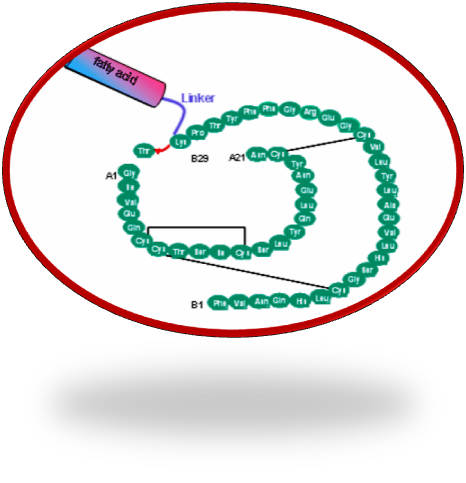 fatty acid
Linker
Thr
Lys
Pro
Thr
Tyr
Phe
Phe
Gly
Arg
Glu
Gly
Cys
Val
Leu
Tyr
Leu
Ala
Glu
Val
Leu
His
Ser
Gly
Cys
Leu
His
Gln
Asn
Val
Phe
B1
B29
A21
Asn
Cys
Tyr
Asn
Glu
Leu
Gln
Tyr
Leu
Ser
Cys
Ile
Ser
Thr
Cys
Cys
Gln
Glu
Val
Ile
Gly
A1